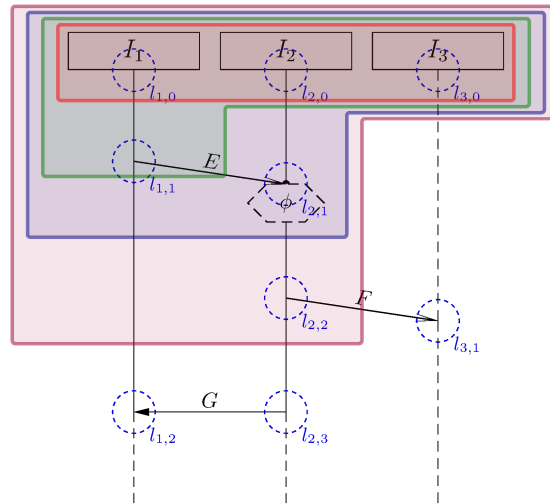 I₁ I₂ I₃
l₁,₀ l₂,₀ l₃,₀
E
l₁,₁
ϕ l₂,₁
F
l₂,₂
l₃,₁
G
l₁,₂ l₂,₃